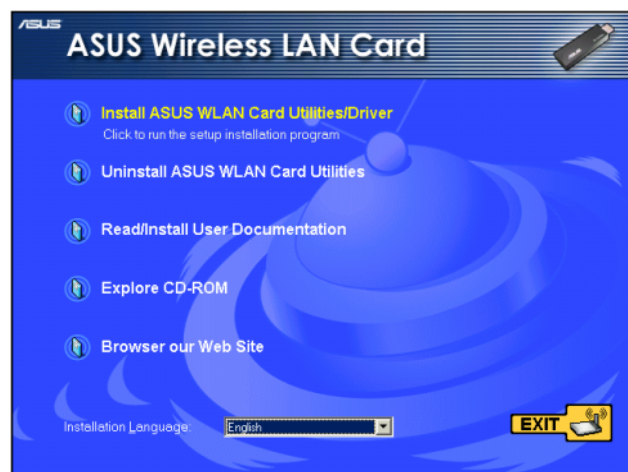 ASUS
ASUS Wireless LAN Card
Install ASUS WLAN Card Utilities/Driver
Click to run the setup installation program
Uninstall ASUS WLAN Card Utilities
Read/Install User Documentation
Explore CD-ROM
Browser our Web Site
Installation Language: English
EXIT